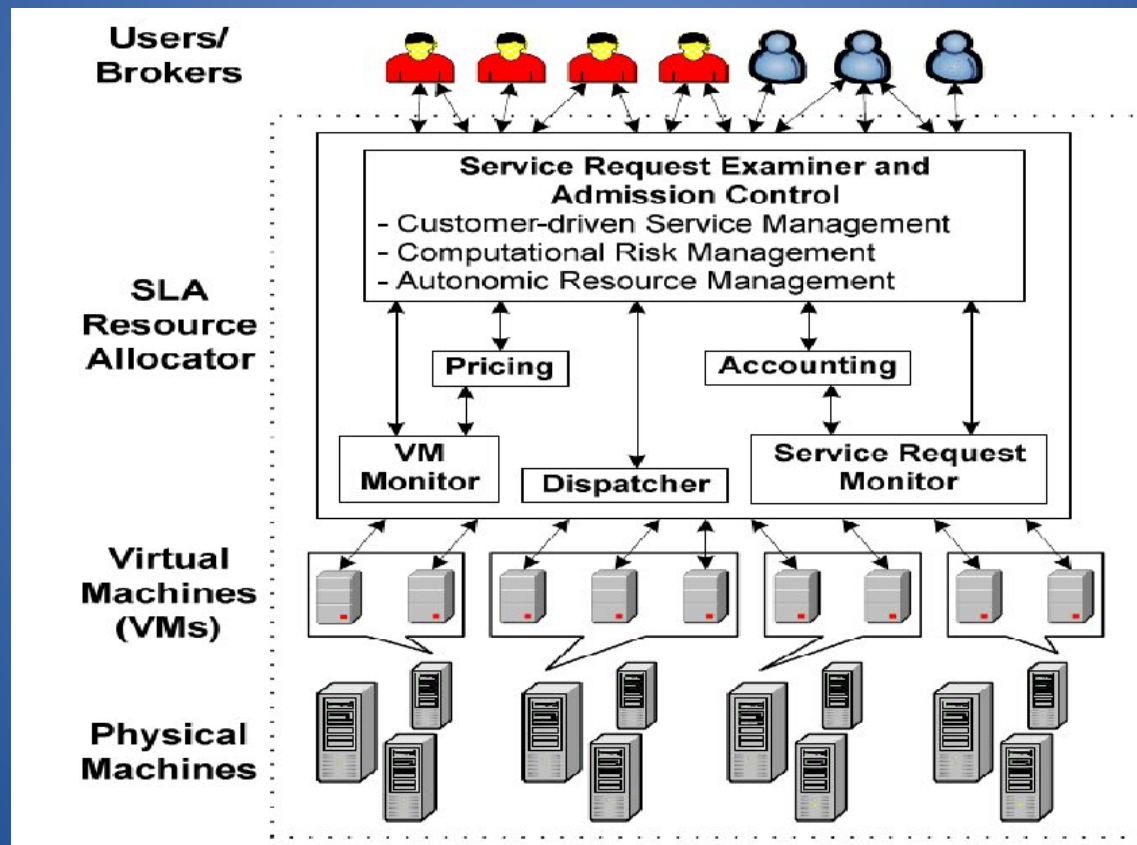 Users/
Brokers
Service Request Examiner and
Admission Control
- Customer-driven Service Management
- Computational Risk Management
- Autonomic Resource Management
SLA
Resource
Allocator
Pricing
Accounting
VM
Monitor
Dispatcher
Service Request
Monitor
Virtual
Machines
(VMs)
Physical
Machines